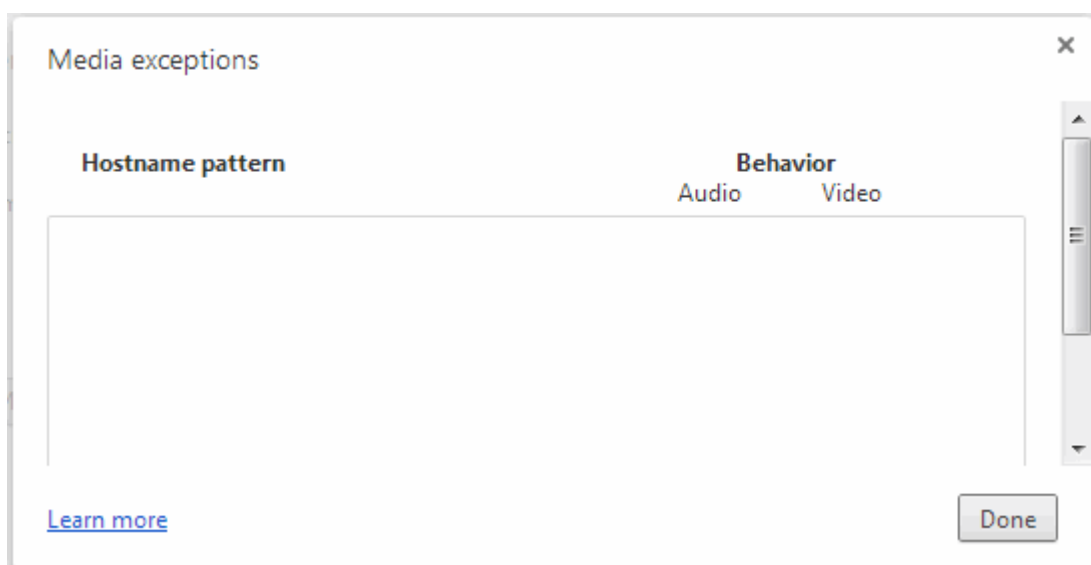 Media exceptions
Hostname pattern Behavior
Audio Video
Learn more Done